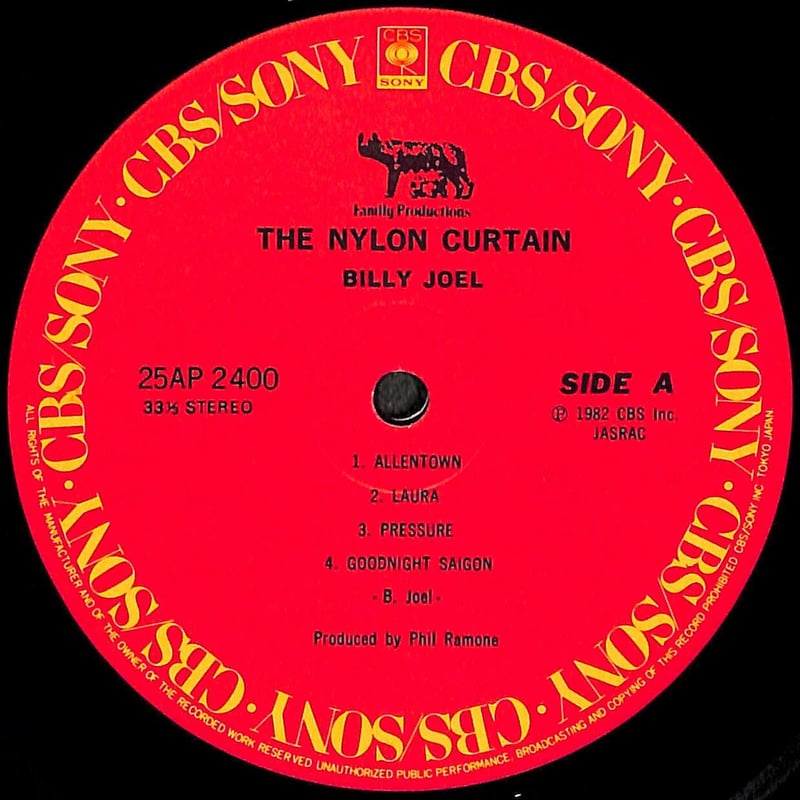 CBS/SONY · CBS/SONY · CBS/SONY · CBS/SONY · CBS/SONY · CBS/SONY · CBS/SONY · CBS/SONY
CBS
SONY
Family Productions
THE NYLON CURTAIN
BILLY JOEL
25AP 2400
33⅓ STEREO
SIDE A
Ⓟ 1982 CBS Inc.
JASRAC
1. ALLENTOWN
2. LAURA
3. PRESSURE
4. GOODNIGHT SAIGON
- B. Joel -
Produced by Phil Ramone
ALL RIGHTS OF THE MANUFACTURER AND OF THE OWNER OF THE RECORDED WORK RESERVED UNAUTHORIZED PUBLIC PERFORMANCE, BROADCASTING AND COPYING OF THIS RECORD PROHIBITED CBS/SONY INC TOKYO JAPAN